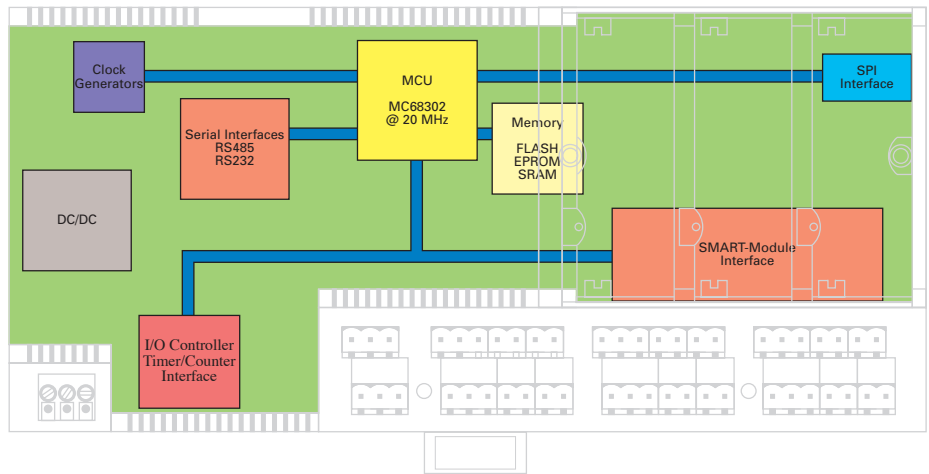 Clock
Generators
MCU
MC68302
@ 20 MHz
SPI
Interface
Serial Interfaces
RS485
RS232
Memory
FLASH
EPROM
SRAM
DC/DC
SMART-Module
Interface
I/O Controller
Timer/Counter
Interface